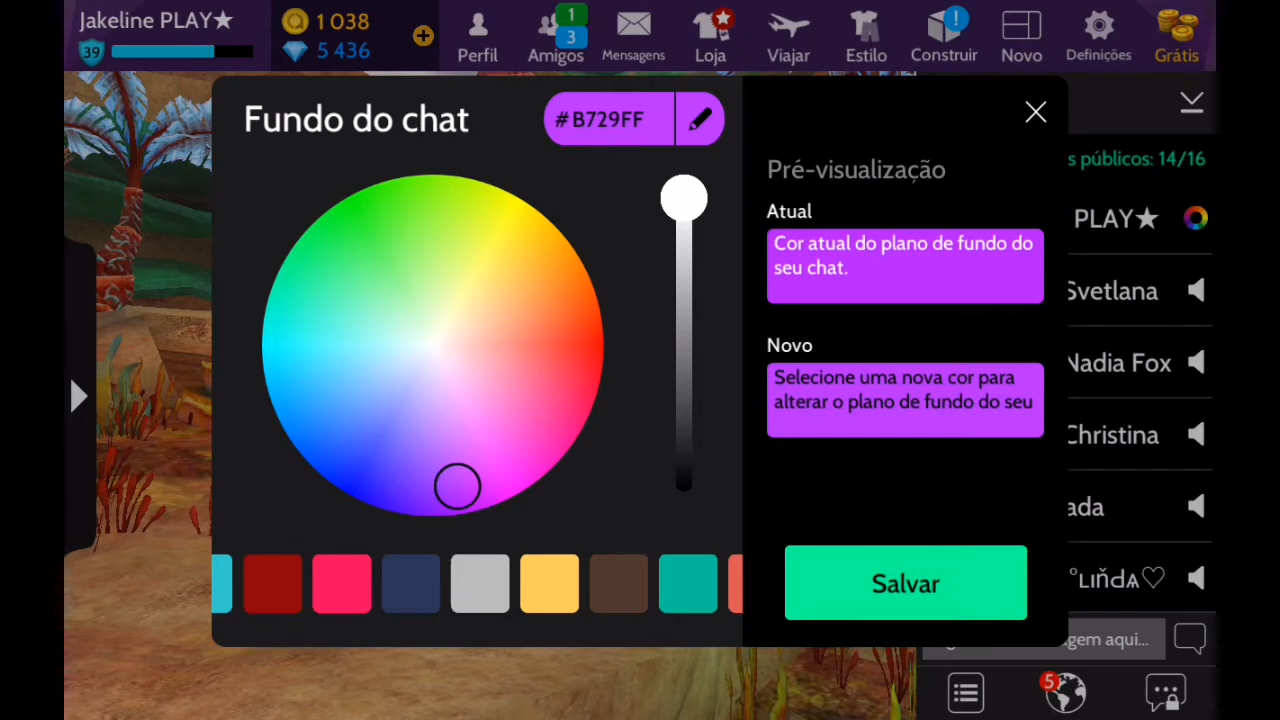 Jakeline PLAY★
39
1 038
5 436
1
3
Perfil
Amigos
Mensagens
Loja
Viajar
Estilo
!
Construir
Novo
Definições
Grátis
Fundo do chat
#B729FF
Pré-visualização
Atual
Cor atual do plano de fundo do
seu chat.
Novo
Selecione uma nova cor para
alterar o plano de fundo do seu
Salvar
s públicos: 14/16
PLAY★
Svetlana
Nadia Fox
Christina
ada
°ʟıňԀᴀ♡
gem aqui...
5